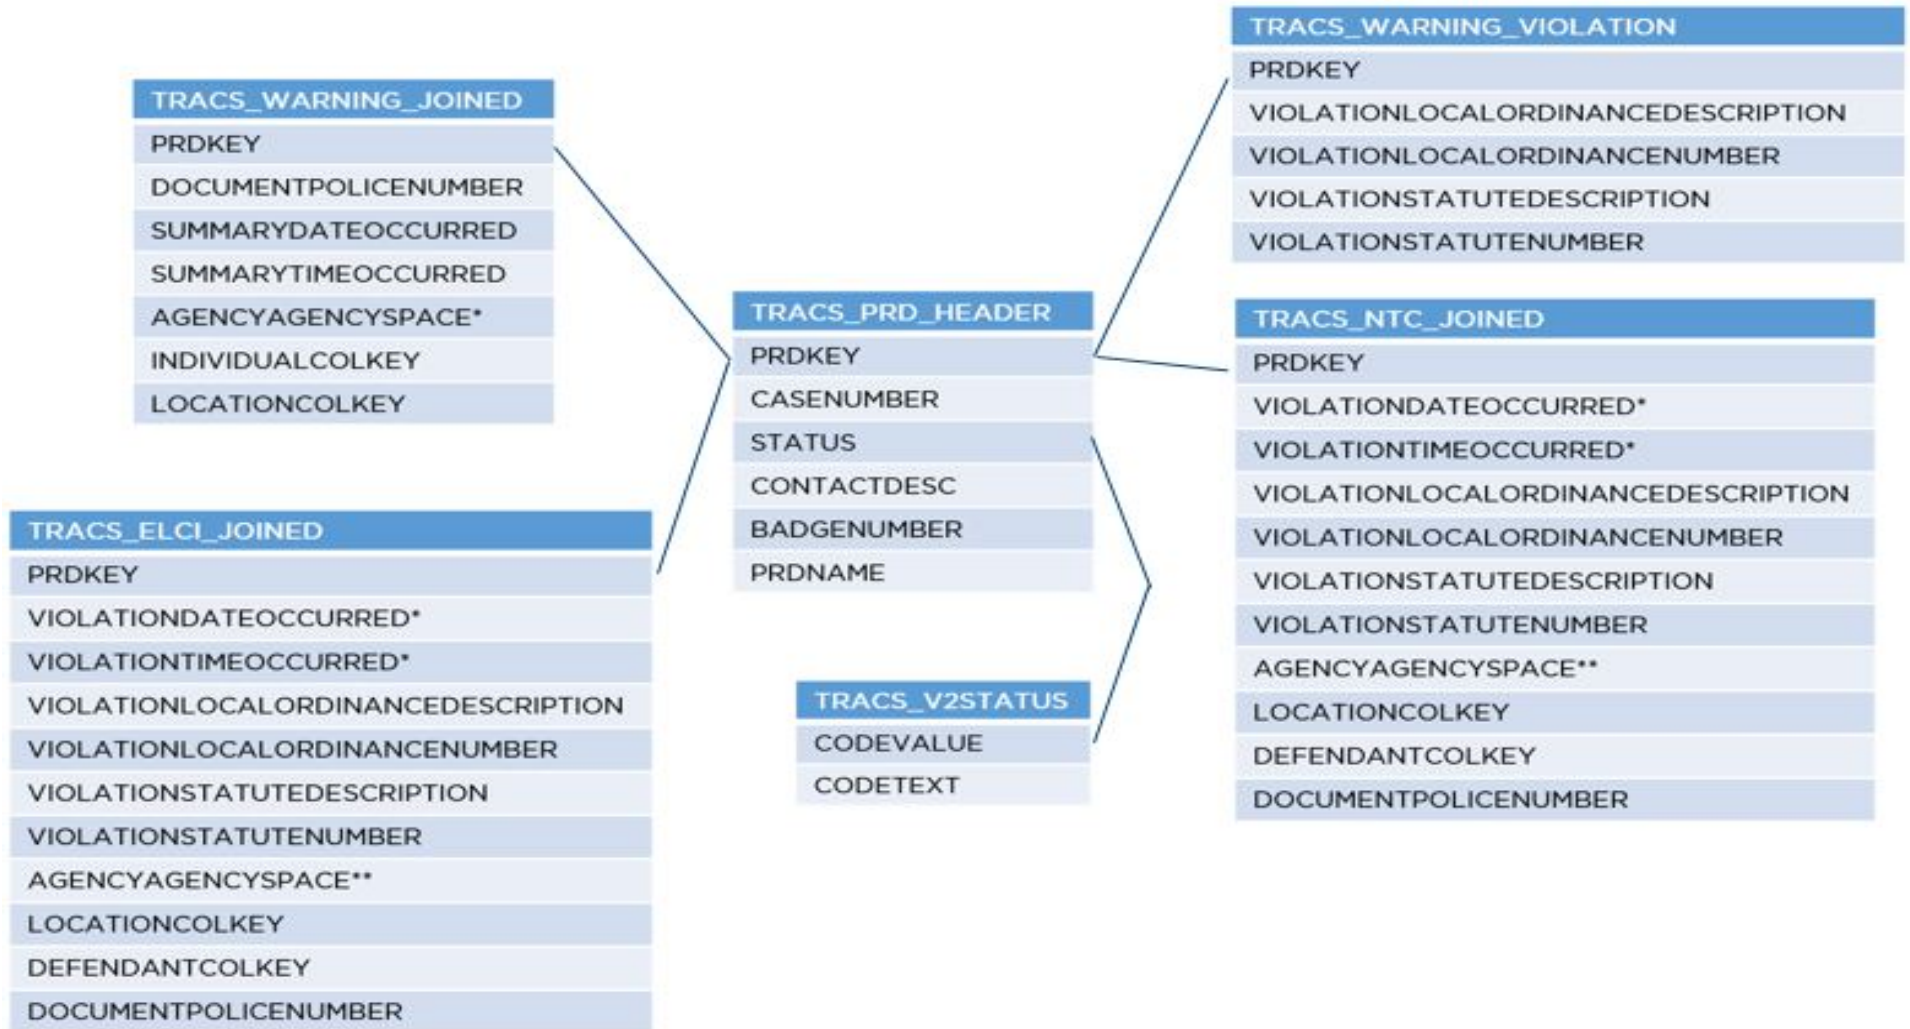 TRACS_WARNING_JOINED
PRDKEY
DOCUMENTPOLICENUMBER
SUMMARYDATEOCCURRED
SUMMARYTIMEOCCURRED
AGENCYAGENCYSPACE*
INDIVIDUALCOLKEY
LOCATIONCOLKEY
TRACS_ELCI_JOINED
PRDKEY
VIOLATIONDATEOCCURRED*
VIOLATIONTIMEOCCURRED*
VIOLATIONLOCALORDINANCEDESCRIPTION
VIOLATIONLOCALORDINANCENUMBER
VIOLATIONSTATUTEDESCRIPTION
VIOLATIONSTATUTENUMBER
AGENCYAGENCYSPACE**
LOCATIONCOLKEY
DEFENDANTCOLKEY
DOCUMENTPOLICENUMBER
TRACS_PRD_HEADER
PRDKEY
CASENUMBER
STATUS
CONTACTDESC
BADGENUMBER
PRDNAME
TRACS_V2STATUS
CODEVALUE
CODETEXT
TRACS_WARNING_VIOLATION
PRDKEY
VIOLATIONLOCALORDINANCEDESCRIPTION
VIOLATIONLOCALORDINANCENUMBER
VIOLATIONSTATUTEDESCRIPTION
VIOLATIONSTATUTENUMBER
TRACS_NTC_JOINED
PRDKEY
VIOLATIONDATEOCCURRED*
VIOLATIONTIMEOCCURRED*
VIOLATIONLOCALORDINANCEDESCRIPTION
VIOLATIONLOCALORDINANCENUMBER
VIOLATIONSTATUTEDESCRIPTION
VIOLATIONSTATUTENUMBER
AGENCYAGENCYSPACE**
LOCATIONCOLKEY
DEFENDANTCOLKEY
DOCUMENTPOLICENUMBER